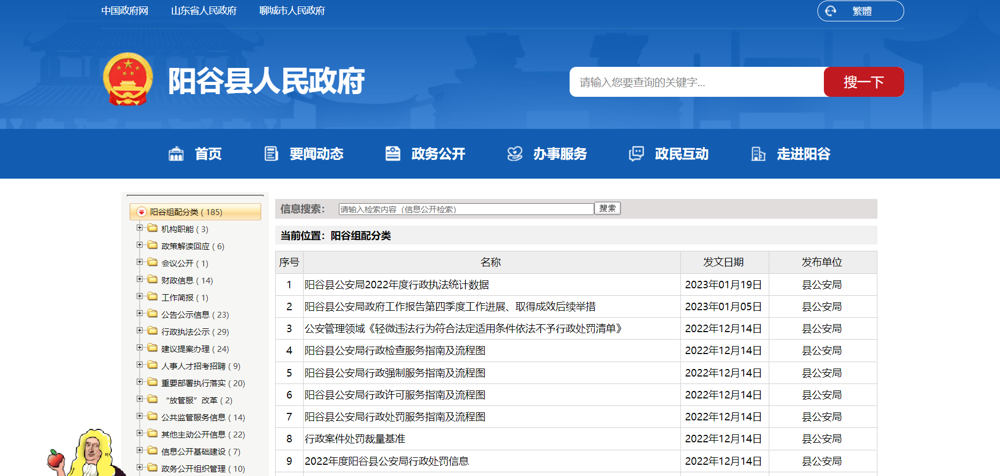 中国政府网 山东省人民政府 聊城市人民政府 繁體
阳谷县人民政府
请输入您要查询的关键字... 搜一下
首页 要闻动态 政务公开 办事服务 政民互动 走进阳谷
阳谷组配分类 ( 185)
机构职能 ( 3)
政策解读回应 ( 6)
会议公开 ( 1)
财政信息 ( 14)
工作简报 ( 1)
公告公示信息 ( 23)
行政执法公示 ( 29)
建议提案办理 ( 24)
人事人才招考招聘 ( 9)
重要部署执行落实 ( 20)
“放管服”改革 ( 2)
公共监管服务信息 ( 14)
其他主动公开信息 ( 22)
信息公开基础建设 ( 7)
政务公开组织管理 ( 10)
信息搜索： 请输入检索内容（信息公开检索） 搜索
当前位置：阳谷组配分类
序号 名称 发文日期 发布单位
1 阳谷县公安局2022年度行政执法统计数据 2023年01月19日 县公安局
2 阳谷县公安局政府工作报告第四季度工作进展、取得成效后续举措 2023年01月05日 县公安局
3 公安管理领域《轻微违法行为符合法定适用条件依法不予行政处罚清单》 2022年12月14日 县公安局
4 阳谷县公安局行政检查服务指南及流程图 2022年12月14日 县公安局
5 阳谷县公安局行政强制服务指南及流程图 2022年12月14日 县公安局
6 阳谷县公安局行政许可服务指南及流程图 2022年12月14日 县公安局
7 阳谷县公安局行政处罚服务指南及流程图 2022年12月14日 县公安局
8 行政案件处罚裁量基准 2022年12月14日 县公安局
9 2022年度阳谷县公安局行政处罚信息 2022年12月14日 县公安局